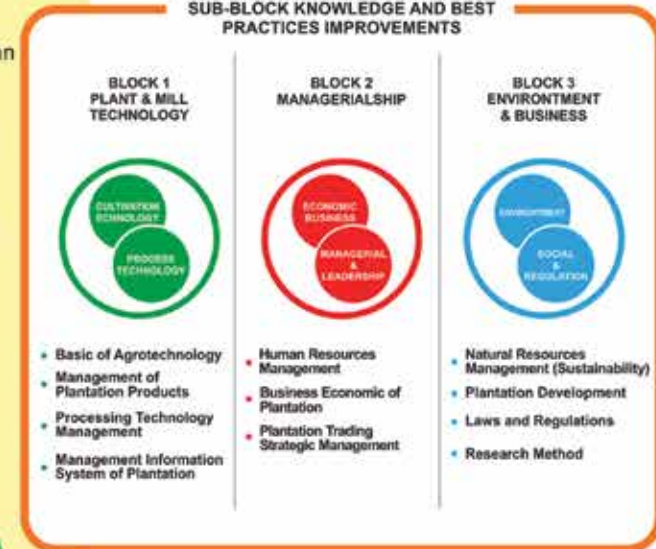 an
SUB-BLOCK KNOWLEDGE AND BEST
PRACTICES IMPROVEMENTS
BLOCK 1
PLANT & MILL
TECHNOLOGY
CULTIVATION
TECHNOLOGY
PROCESS
TECHNOLOGY
• Basic of Agrotechnology
• Management of
Plantation Products
• Processing Technology
Management
• Management Information
System of Plantation
BLOCK 2
MANAGERIALSHIP
ECONOMIC
BUSINESS
MANAGERIAL
&
LEADERSHIP
• Human Resources
Management
• Business Economic of
Plantation
• Plantation Trading
Strategic Management
BLOCK 3
ENVIRONTMENT
& BUSINESS
ENVIRONTMENT
SOCIAL
&
REGULATION
• Natural Resources
Management (Sustainability)
• Plantation Development
• Laws and Regulations
• Research Method